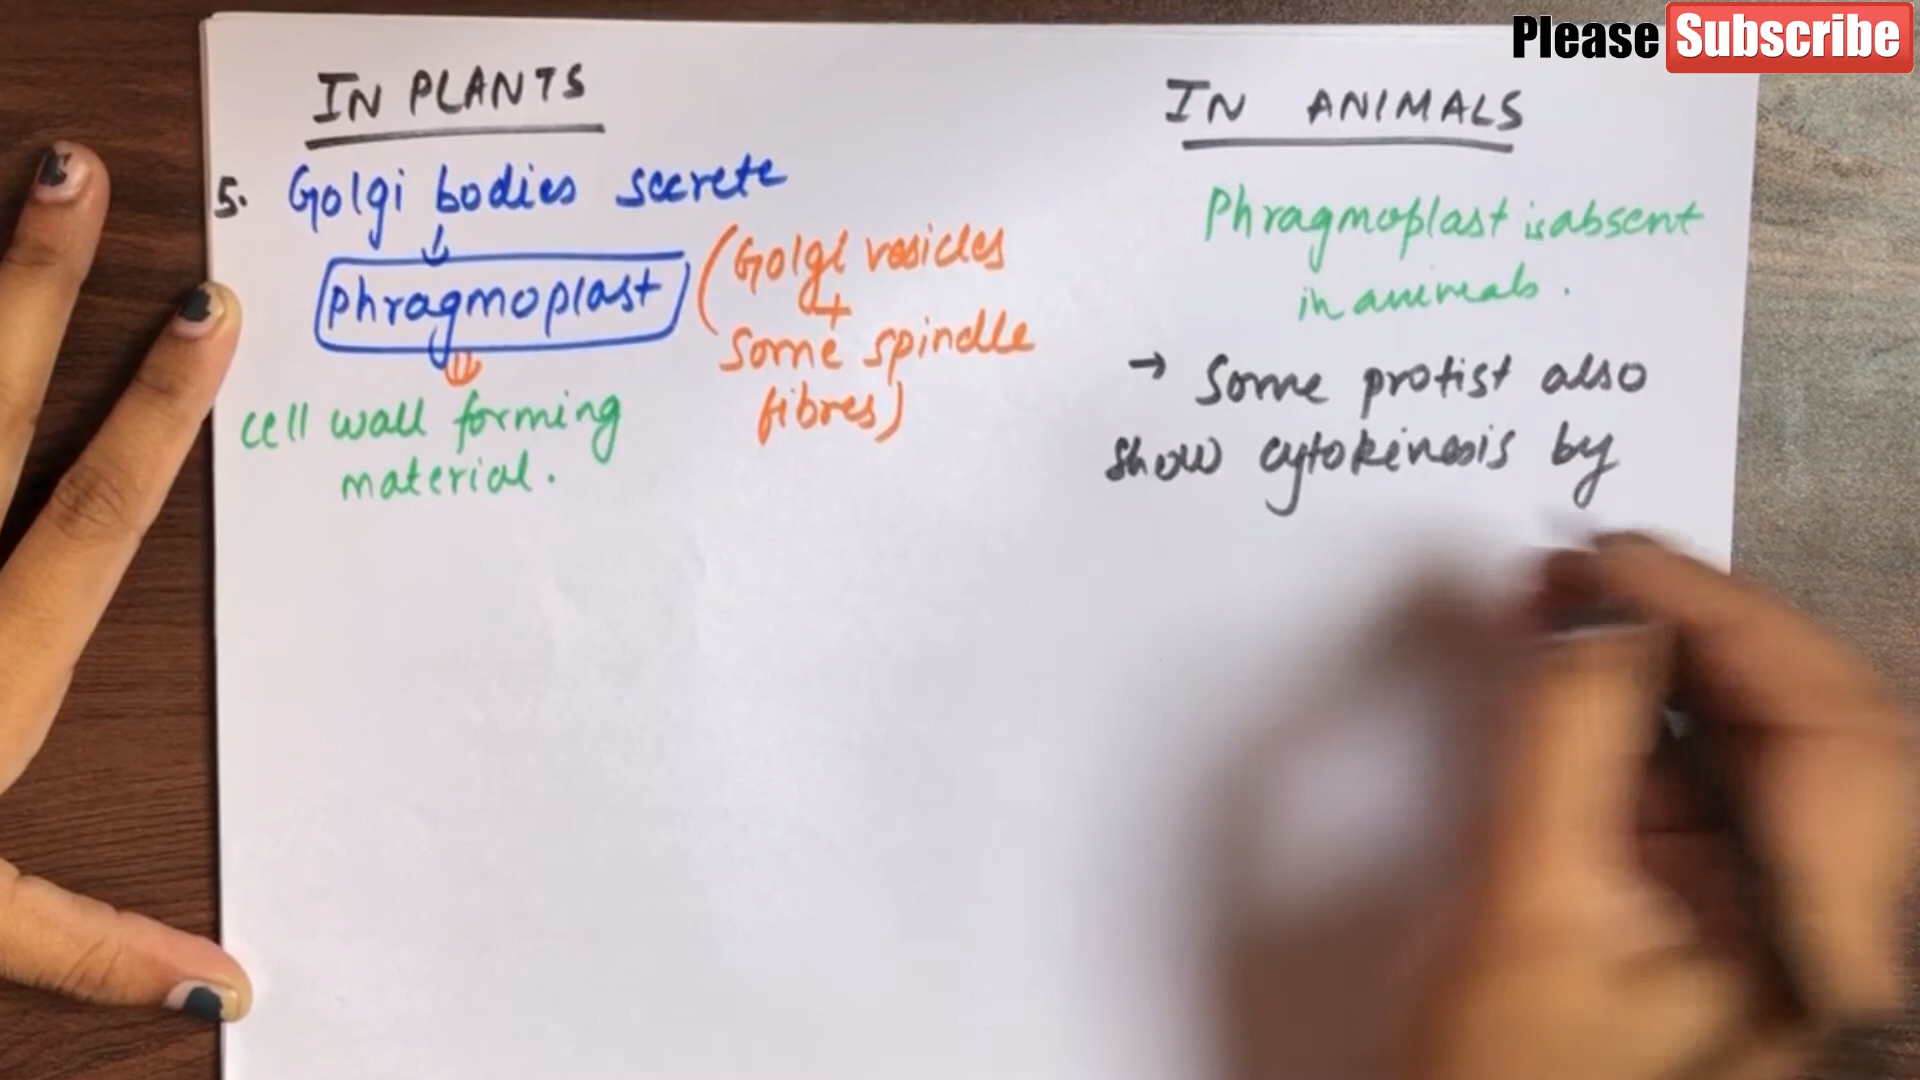 Please Subscribe
IN PLANTS
5. Golgi bodies secrete
↓
phragmoplast
(Golgi vesicles
+
some spindle
fibres)
cell wall forming
material.
IN ANIMALS
Phragmoplast is absent
in animals.
→ Some protist also
show cytokinesis by